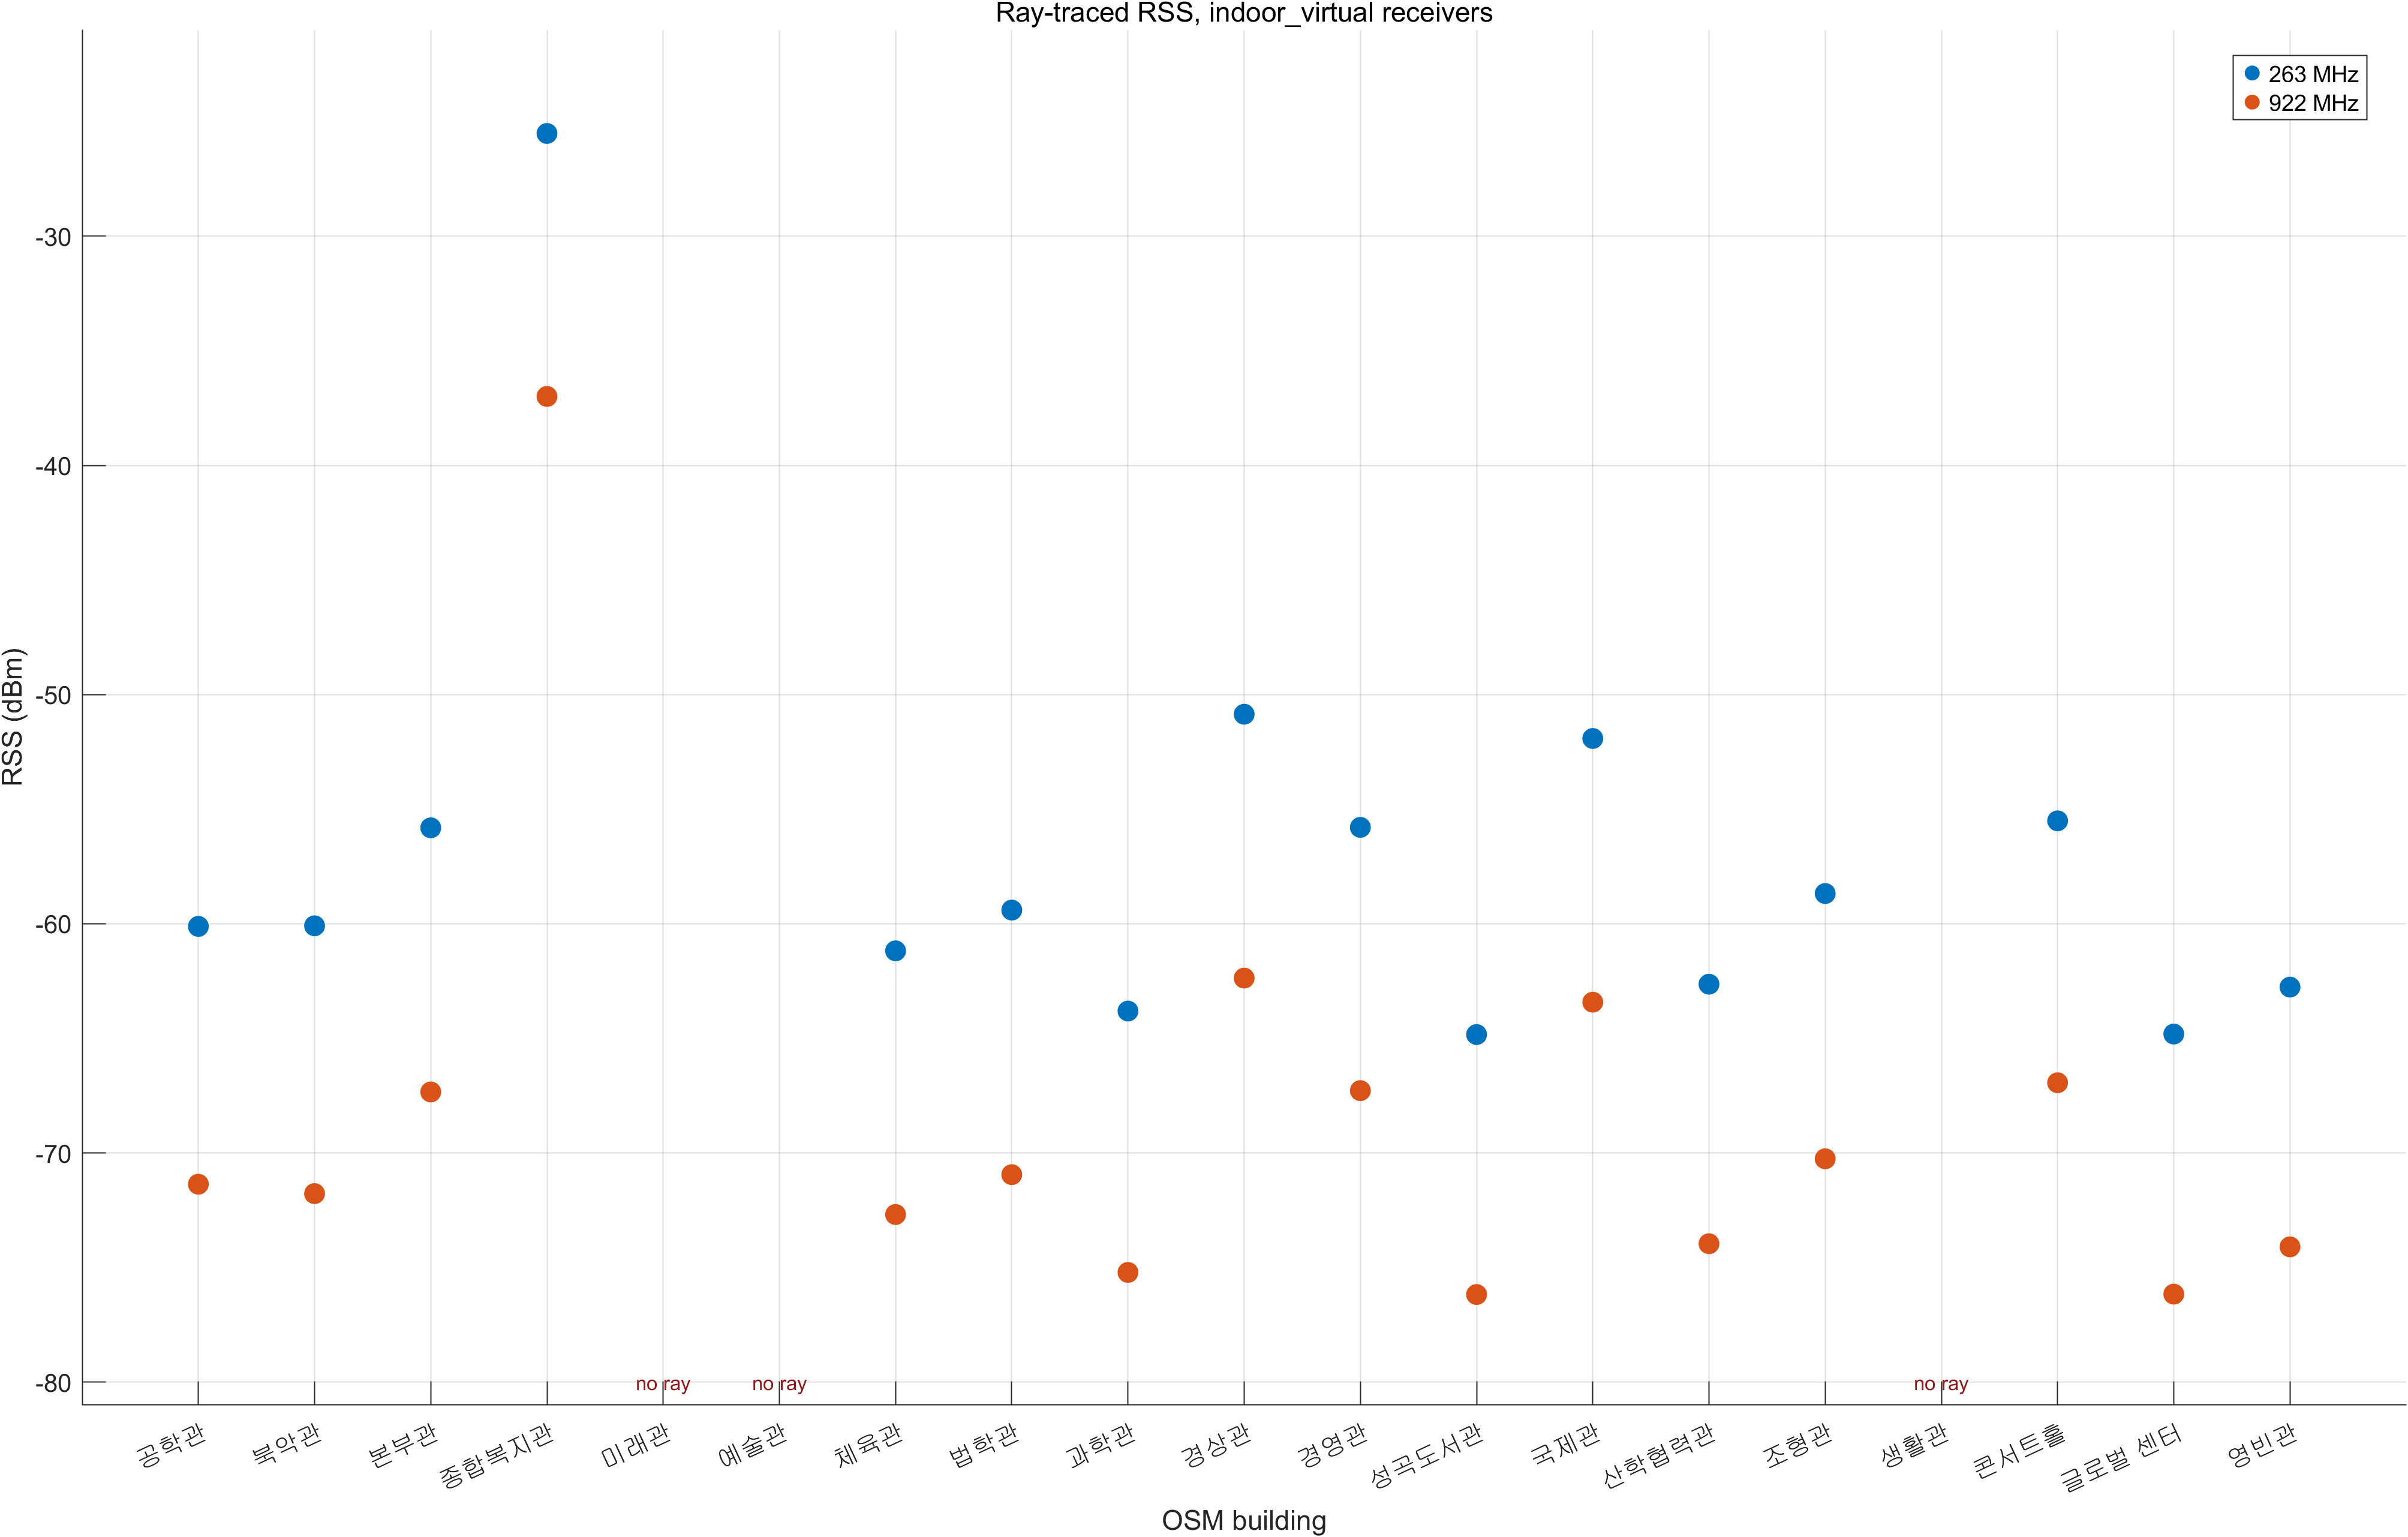 Ray-traced RSS, indoor_virtual receivers
263 MHz
922 MHz
RSS (dBm)
-30
-40
-50
-60
-70
-80
no ray
no ray
no ray
공학관
북악관
본부관
종합복지관
미래관
예술관
체육관
법학관
과학관
경상관
경영관
성곡도서관
국제관
산학협력관
조형관
생활관
콘서트홀
글로벌 센터
영빈관
OSM building